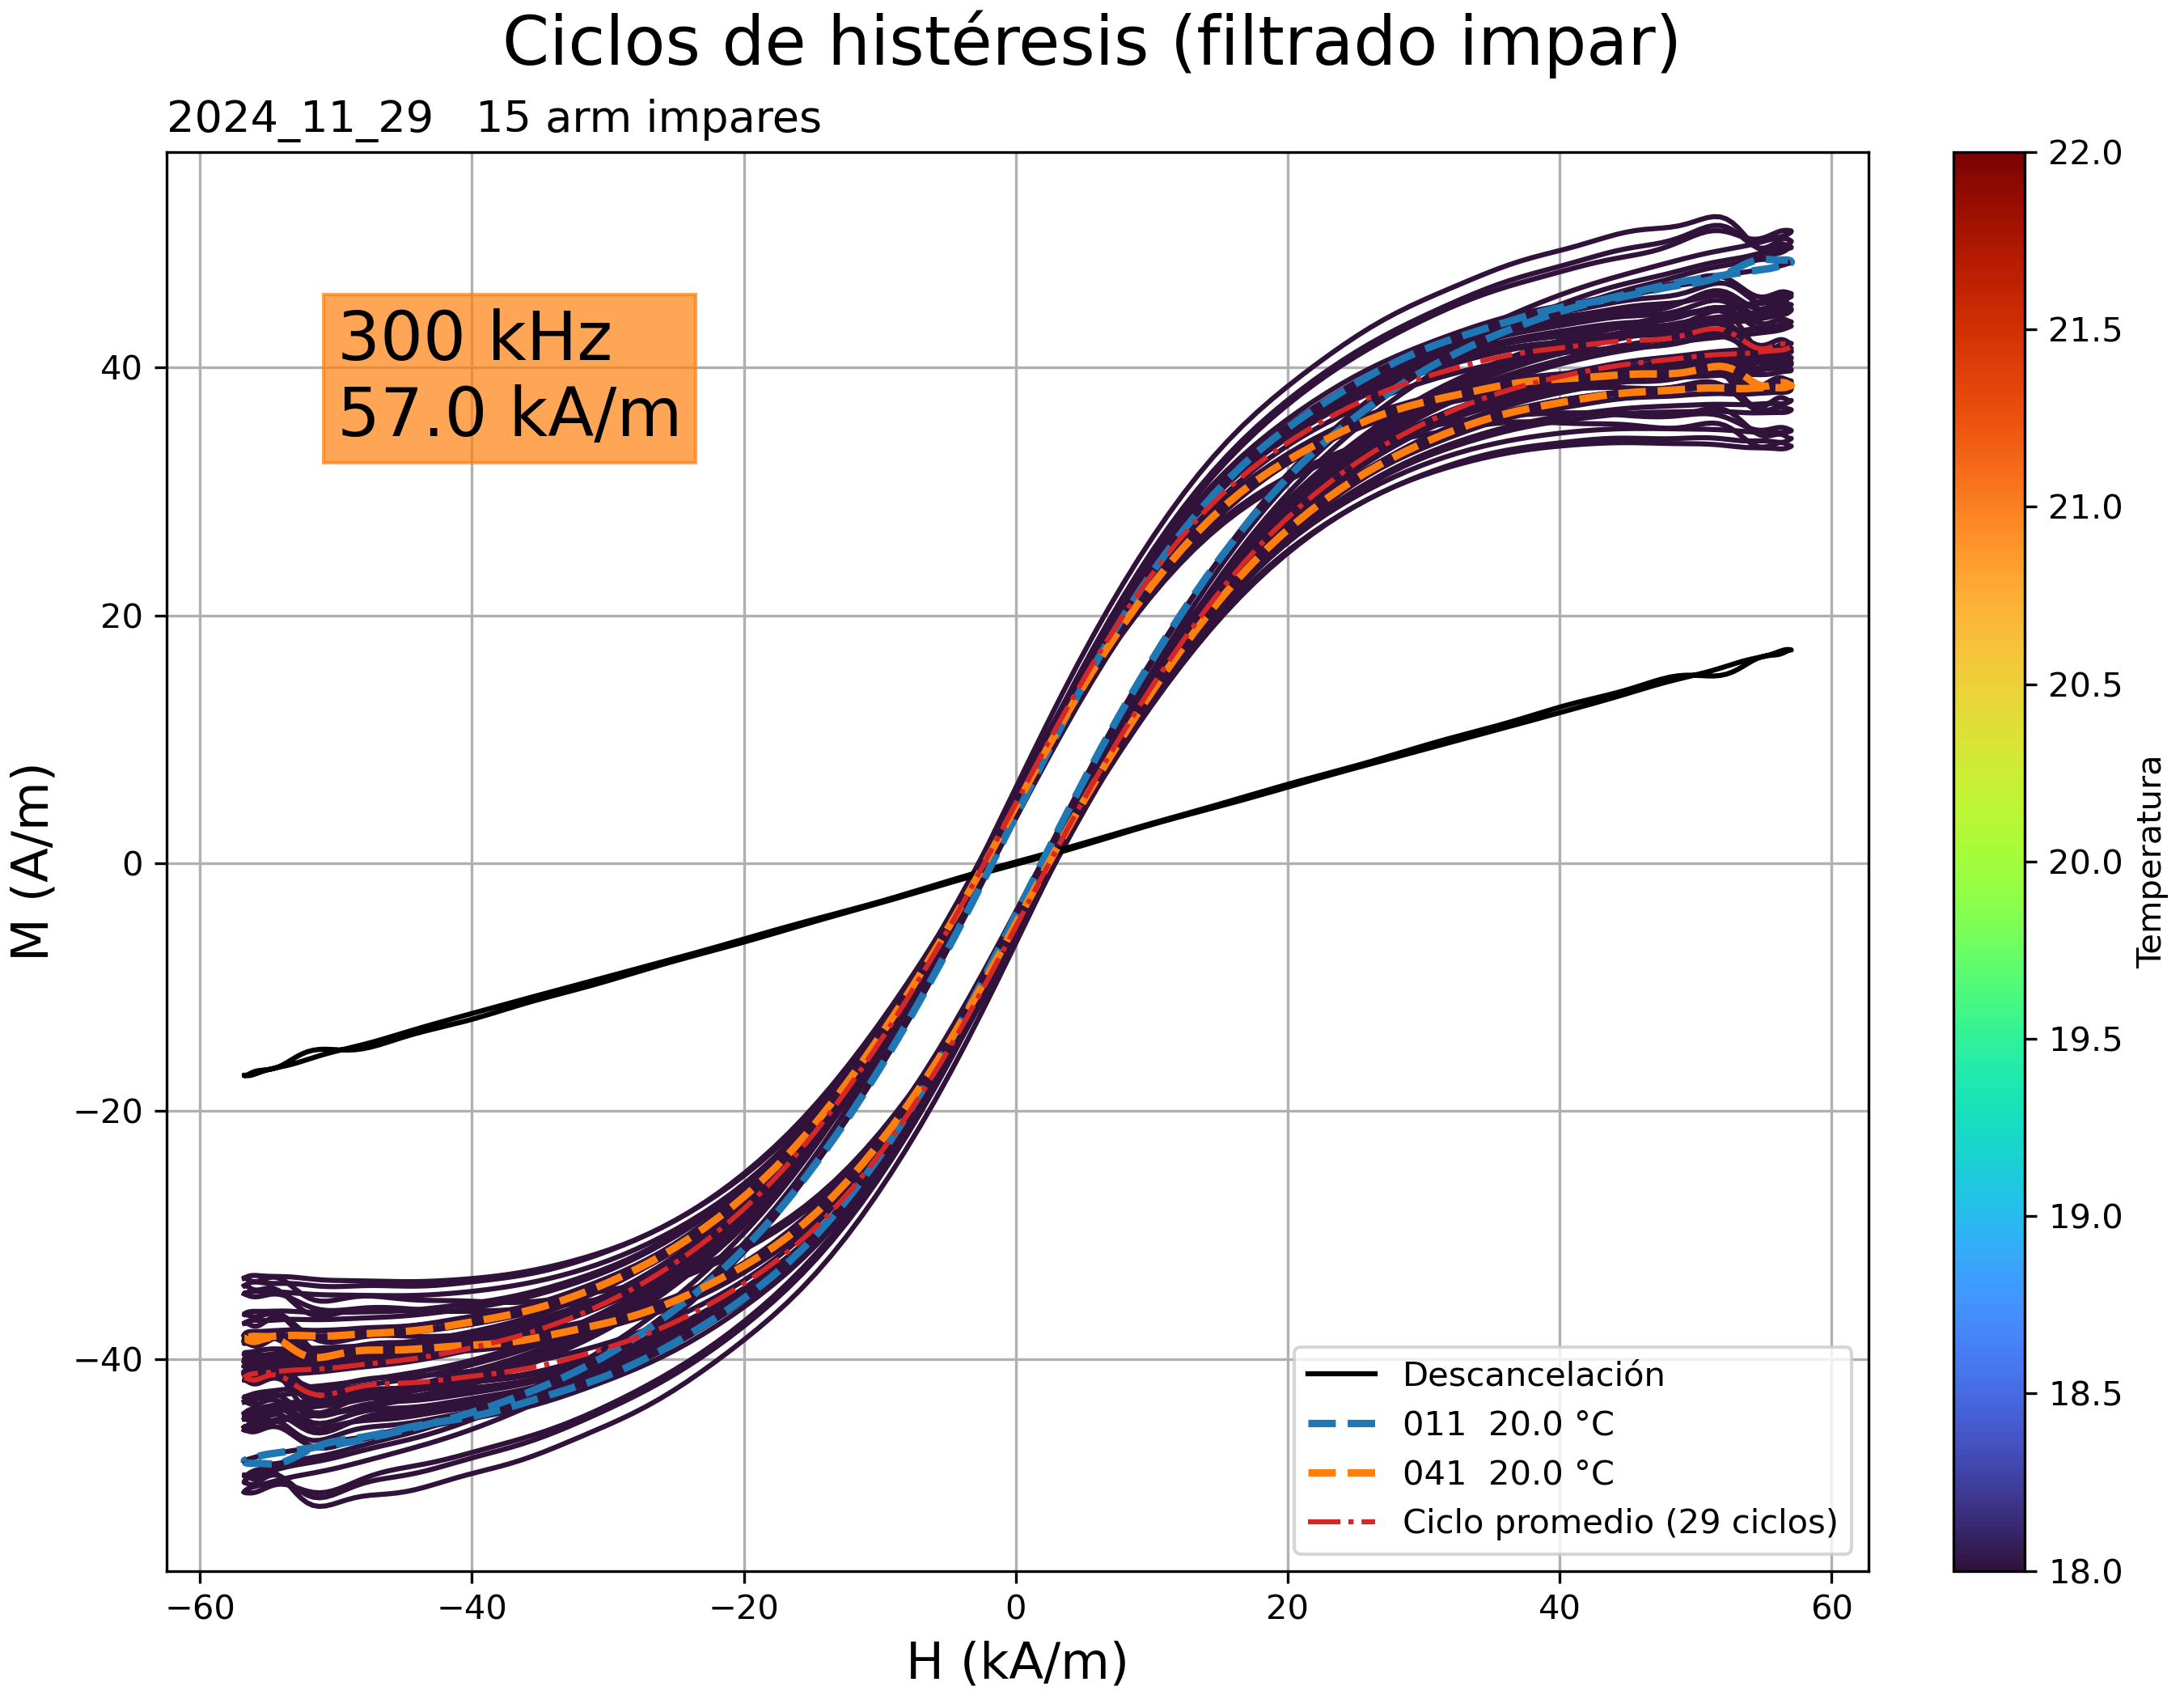 Ciclos de histéresis (filtrado impar)
2024_11_29   15 arm impares
300 kHz
57.0 kA/m
40
20
0
−20
−40
M (A/m)
−60
−40
−20
0
20
40
60
H (kA/m)
Descancelación
011  20.0 °C
041  20.0 °C
Ciclo promedio (29 ciclos)
22.0
21.5
21.0
20.5
20.0
19.5
19.0
18.5
18.0
Temperatura